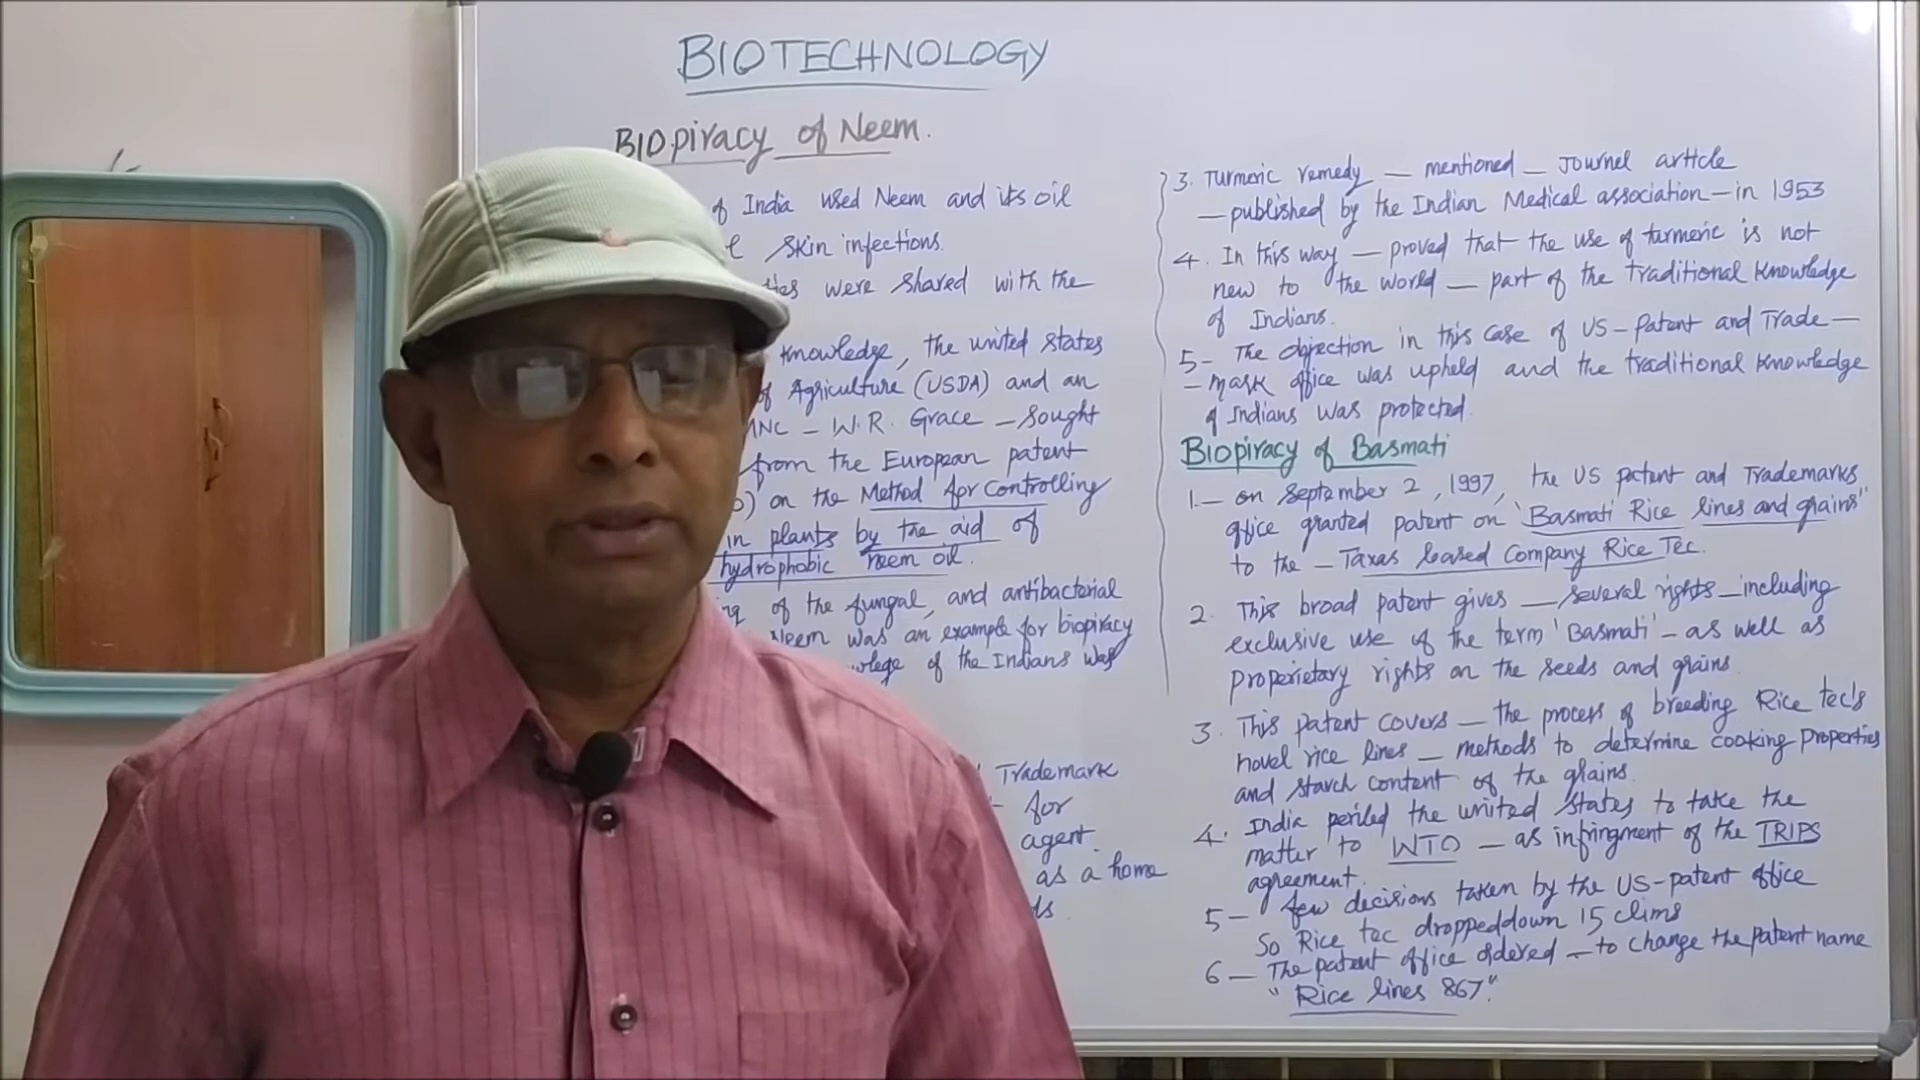 BIOTECHNOLOGY
BIOpiracy of Neem.
of India used Neem and its oil
skin infections.
were shared with the
Knowledge, the united states
of Agriculture (USDA) and an
MNC – W.R. Grace – sought
from the European patent
on the Method for controlling
in plants by the aid of
hydrophobic neem oil.
of the fungal, and antibacterial
Neem was an example for biopiracy
of the Indians was
Trademark
– for
agent.
as a home
3. Turmeric remedy – mentioned – Journel article
– published by the Indian Medical association – in 1953
4. In this way – proved that the use of turmeric is not
new to the world – part of the traditional knowledge
of Indians.
5 – The objection in this case of US – Patent and Trade –
– mark office was upheld and the traditional knowledge
of Indians was protected.
Biopiracy of Basmati
1 – on September 2, 1997, the US patent and Trademarks
office granted patent on 'Basmati Rice lines and grains"
to the – Taxas based Company Rice Tec.
2. This broad patent gives – several rights – including
exclusive use of the term 'Basmati' – as well as
properietary rights on the seeds and grains.
3. This patent covers – the process of breeding Rice tec's
novel rice lines – methods to determine cooking properties
and starch content of the grains.
4. India periled the united states to take the
matter to WTO – as infringment of the TRIPS
agreement.
5 – few decisions taken by the US – patent office
So Rice tec droppeddown 15 clims
6 – The patent office ordered – to change the patent name
"Rice lines 867".